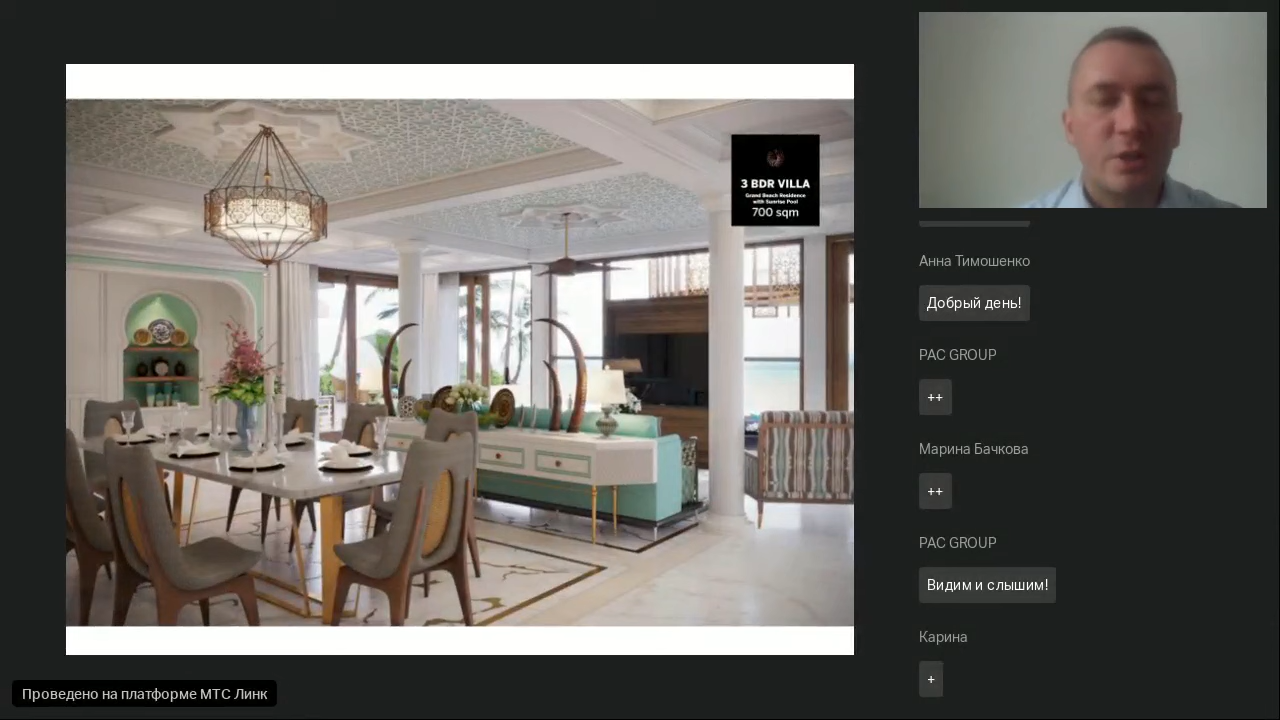 3 BDR VILLA
Grand Beach Residence
with Sunrise Pool
700 sqm
Анна Тимошенко
Добрый день!
PAC GROUP
++
Марина Бачкова
++
PAC GROUP
Видим и слышим!
Карина
+
Проведено на платформе МТС Линк